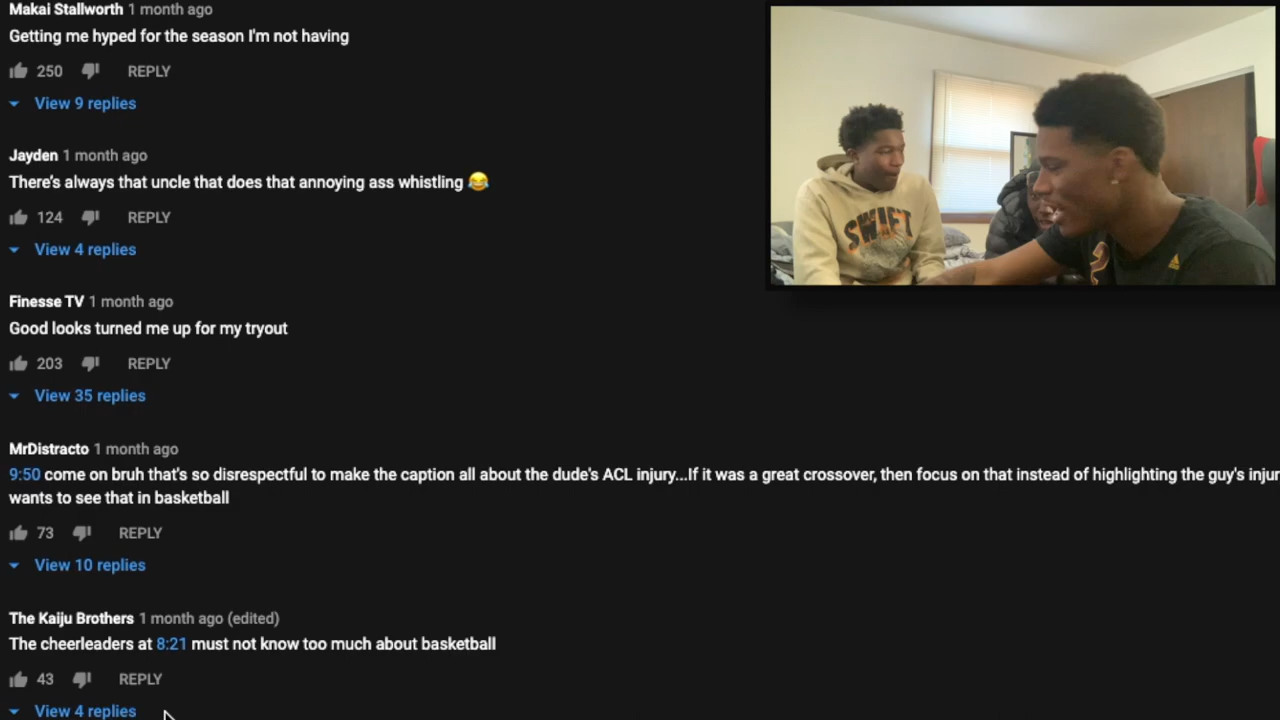 Makai Stallworth 1 month ago
Getting me hyped for the season I'm not having
250 REPLY
View 9 replies
Jayden 1 month ago
There's always that uncle that does that annoying ass whistling 😂
124 REPLY
View 4 replies
Finesse TV 1 month ago
Good looks turned me up for my tryout
203 REPLY
View 35 replies
MrDistracto 1 month ago
9:50 come on bruh that's so disrespectful to make the caption all about the dude's ACL injury...If it was a great crossover, then focus on that instead of highlighting the guy's injur
wants to see that in basketball
73 REPLY
View 10 replies
The Kaiju Brothers 1 month ago (edited)
The cheerleaders at 8:21 must not know too much about basketball
43 REPLY
View 4 replies
SWIFT